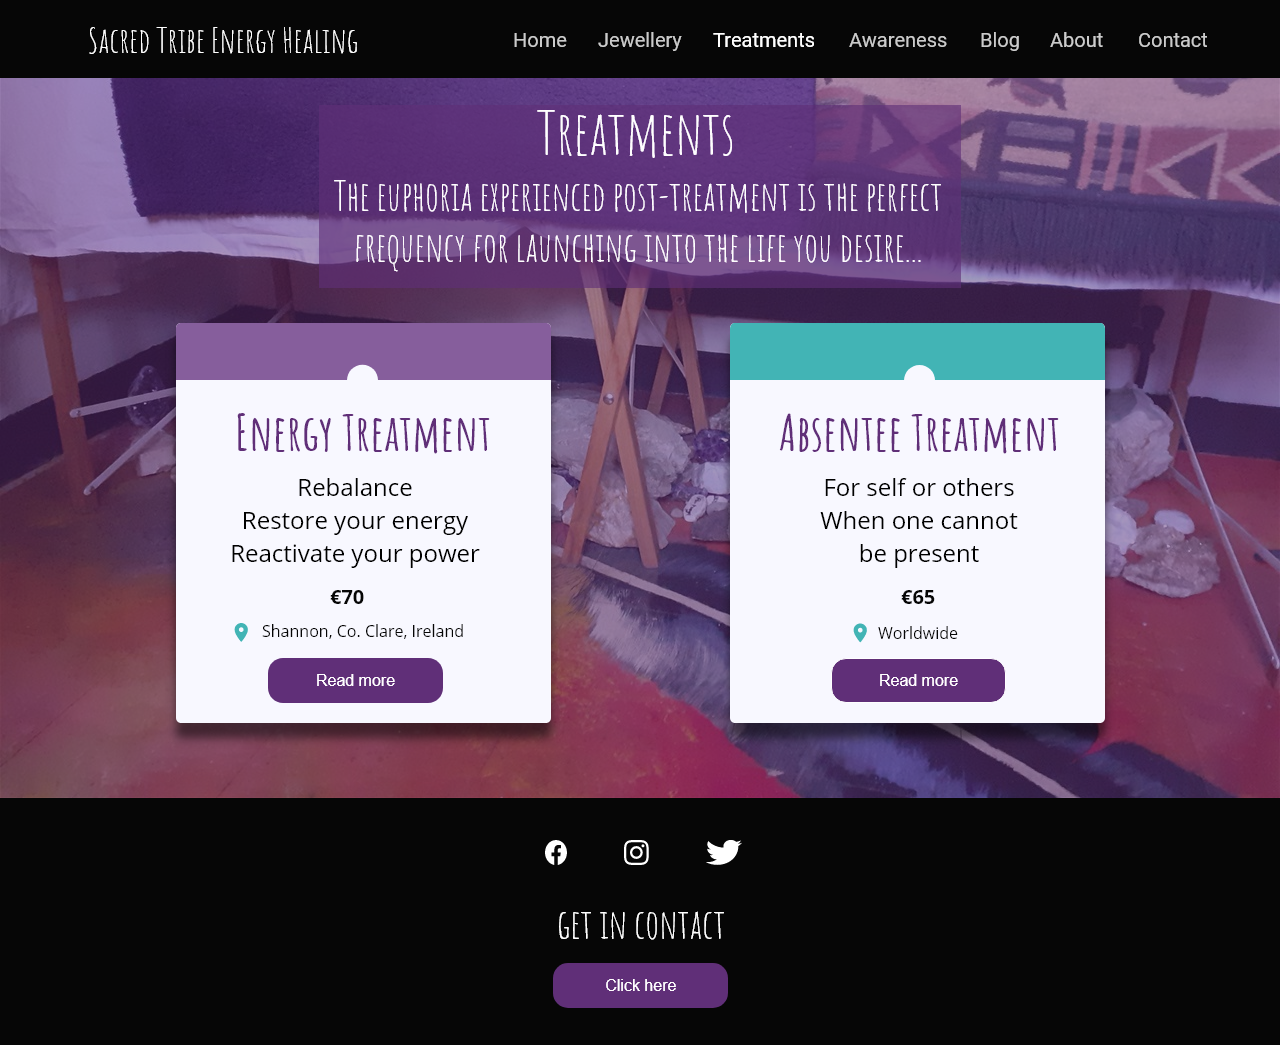 Sacred Tribe Energy Healing
Home Jewellery Treatments Awareness Blog About Contact
Treatments
The euphoria experienced post-treatment is the perfect
frequency for launching into the life you desire...
Energy Treatment
Rebalance
Restore your energy
Reactivate your power
€70
Shannon, Co. Clare, Ireland
Read more
Absentee Treatment
For self or others
When one cannot
be present
€65
Worldwide
Read more
get in contact
Click here